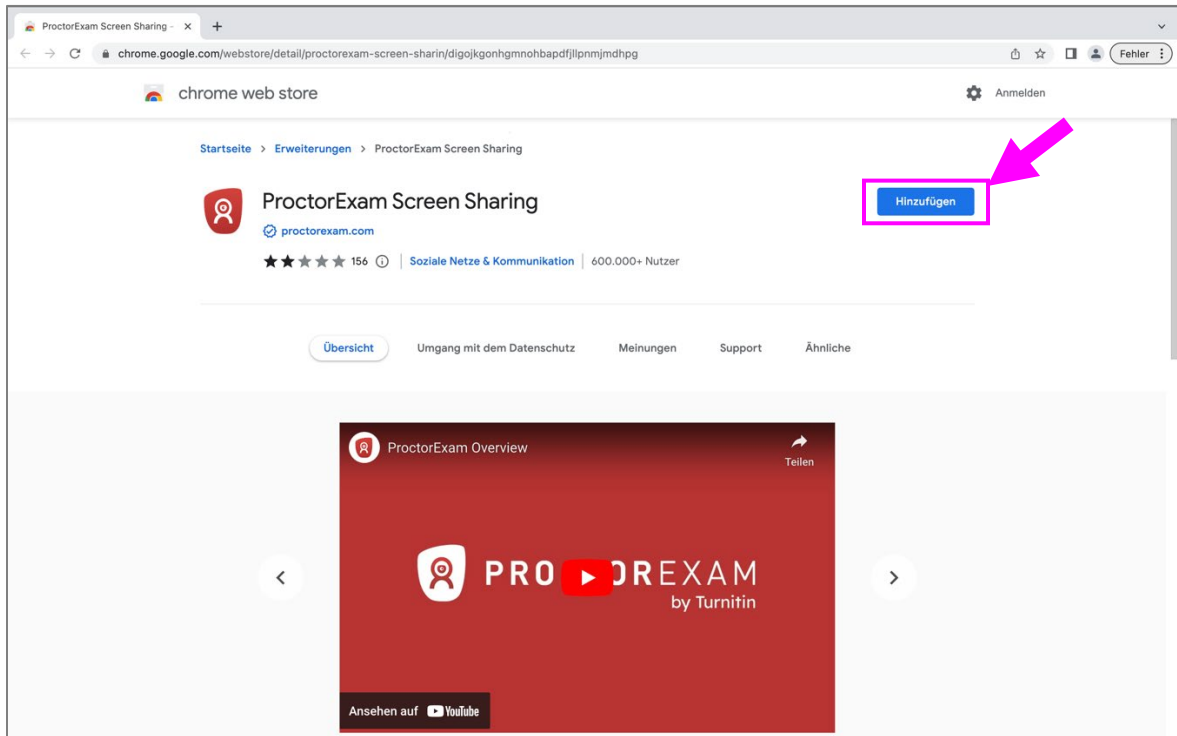 ProctorExam Screen Sharing -
chrome.google.com/webstore/detail/proctorexam-screen-sharin/digojkgonhgmnohbapdfjllpnmjmdhpg
Fehler
chrome web store
Anmelden
Startseite > Erweiterungen > ProctorExam Screen Sharing
ProctorExam Screen Sharing
Hinzufügen
proctorexam.com
156 | Soziale Netze & Kommunikation | 600.000+ Nutzer
Übersicht Umgang mit dem Datenschutz Meinungen Support Ähnliche
ProctorExam Overview
Teilen
PRO OREXAM
by Turnitin
Ansehen auf YouTube